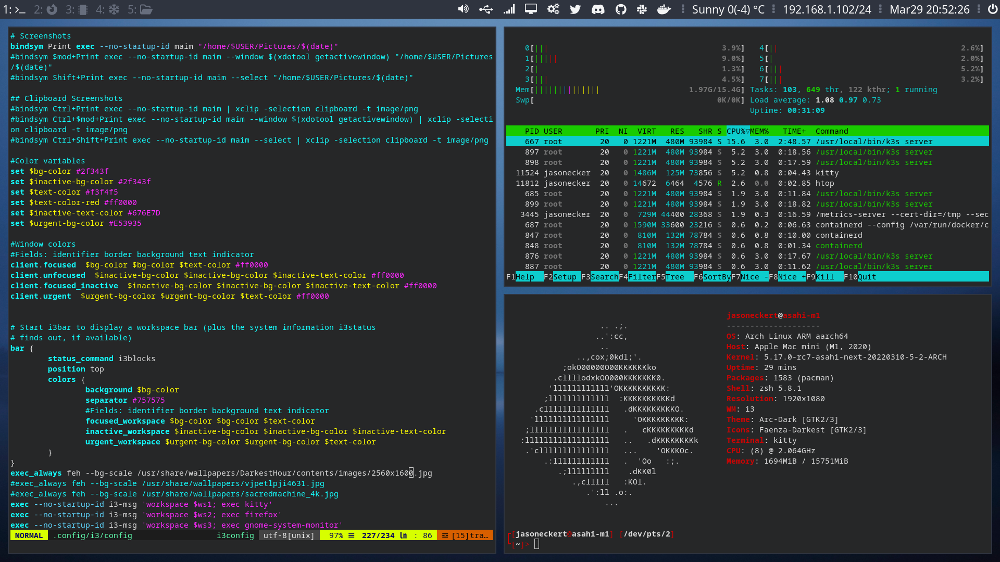 1: 2: 3: 4: 5: Sunny 0(-4) °C 192.168.1.102/24 Mar29 20:52:26
# Screenshots
bindsym Print exec --no-startup-id maim "/home/$USER/Pictures/$(date)"
#bindsym $mod+Print exec --no-startup-id maim --window $(xdotool getactivewindow) "/home/$USER/Pictures
/$(date)"
#bindsym Shift+Print exec --no-startup-id maim --select "/home/$USER/Pictures/$(date)"
## Clipboard Screenshots
#bindsym Ctrl+Print exec --no-startup-id maim | xclip -selection clipboard -t image/png
#bindsym Ctrl+$mod+Print exec --no-startup-id maim --window $(xdotool getactivewindow) | xclip -selecti
on clipboard -t image/png
#bindsym Ctrl+Shift+Print exec --no-startup-id maim --select | xclip -selection clipboard -t image/png
#Color variables
set $bg-color #2f343f
set $inactive-bg-color #2f343f
set $text-color #f3f4f5
set $text-color-red #ff0000
set $inactive-text-color #676E7D
set $urgent-bg-color #E53935
#Window colors
#Fields: identifier border background text indicator
client.focused  $bg-color $bg-color $text-color #ff0000
client.unfocused  $inactive-bg-color $inactive-bg-color $inactive-text-color #ff0000
client.focused_inactive  $inactive-bg-color $inactive-bg-color $inactive-text-color #ff0000
client.urgent  $urgent-bg-color $urgent-bg-color $text-color #ff0000
# Start i3bar to display a workspace bar (plus the system information i3status
# finds out, if available)
bar {
        status_command i3blocks
        position top
        colors {
                background $bg-color
                separator #757575
                #Fields: identifier border background text indicator
                focused_workspace $bg-color $bg-color $text-color
                inactive_workspace $inactive-bg-color $inactive-bg-color $inactive-text-color
                urgent_workspace $urgent-bg-color $urgent-bg-color $text-color
        }
}
exec_always feh --bg-scale /usr/share/wallpapers/DarkestHour/contents/images/2560x1600.jpg
#exec_always feh --bg-scale /usr/share/wallpapers/vjpetlpji4631.jpg
#exec_always feh --bg-scale /usr/share/wallpapers/sacredmachine_4k.jpg
exec --no-startup-id i3-msg 'workspace $ws1; exec kitty'
exec --no-startup-id i3-msg 'workspace $ws2; exec firefox'
exec --no-startup-id i3-msg 'workspace $ws3; exec gnome-system-monitor'
NORMAL .config/i3/config i3config utf-8[unix] 97% ≡ 227/234 ln : 86 [15]tra…
0[||| 3.9%] 4[|| 2.6%]
1[||||| 9.0%] 5[| 2.0%]
2[| 1.3%] 6[||| 5.2%]
3[||| 4.5%] 7[||| 3.2%]
Mem[|||||||||||||| 1.97G/15.4G] Tasks: 103, 649 thr, 122 kthr; 1 running
Swp[ 0K/0K] Load average: 1.08 0.97 0.73
Uptime: 00:31:09
PID USER PRI NI VIRT RES SHR S CPU%▽MEM% TIME+ Command
667 root 20 0 1221M 480M 93984 S 15.6 3.0 2:48.57 /usr/local/bin/k3s server
897 root 20 0 1221M 480M 93984 S 5.2 3.0 0:18.56 /usr/local/bin/k3s server
898 root 20 0 1221M 480M 93984 S 5.2 3.0 0:17.59 /usr/local/bin/k3s server
11524 jasonecker 20 0 1486M 125M 73856 S 5.2 0.8 0:04.43 kitty
11812 jasonecker 20 0 14672 6464 4576 R 2.6 0.0 0:02.85 htop
685 root 20 0 1221M 480M 93984 S 1.9 3.0 0:11.84 /usr/local/bin/k3s server
899 root 20 0 1221M 480M 93984 S 1.9 3.0 0:18.82 /usr/local/bin/k3s server
3445 jasonecker 20 0 729M 44400 28368 S 1.9 0.3 0:16.59 /metrics-server --cert-dir=/tmp --sec
687 root 20 0 1590M 33600 23216 S 0.6 0.2 0:06.63 containerd --config /var/run/docker/c
847 root 20 0 810M 132M 78784 S 0.6 0.8 0:10.00 containerd
848 root 20 0 810M 132M 78784 S 0.6 0.8 0:01.34 containerd
876 root 20 0 1221M 480M 93984 S 0.6 3.0 0:17.67 /usr/local/bin/k3s server
887 root 20 0 1221M 480M 93984 S 0.6 3.0 0:11.62 /usr/local/bin/k3s server
F1Help F2Setup F3SearchF4FilterF5Tree F6SortByF7Nice -F8Nice +F9Kill F10Quit
jasoneckert@asahi-m1
--------------------
OS: Arch Linux ARM aarch64
Host: Apple Mac mini (M1, 2020)
Kernel: 5.17.0-rc7-asahi-next-20220310-5-2-ARCH
Uptime: 29 mins
Packages: 1583 (pacman)
Shell: zsh 5.8.1
Resolution: 1920x1080
WM: i3
Theme: Arc-Dark [GTK2/3]
Icons: Faenza-Darkest [GTK2/3]
Terminal: kitty
CPU: (8) @ 2.064GHz
Memory: 1694MiB / 15751MiB
┌[jasoneckert@asahi-m1] [/dev/pts/2]
└[~]>